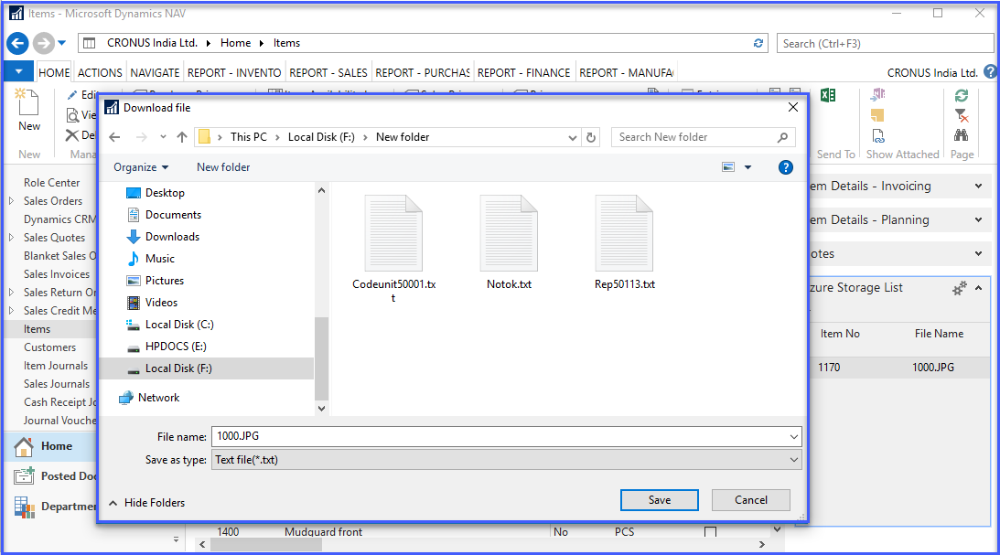 Items - Microsoft Dynamics NAV
CRONUS India Ltd. Home Items
Search (Ctrl+F3)
HOME ACTIONS NAVIGATE REPORT - INVENTO REPORT - SALES REPORT - PURCHAS REPORT - FINANCE REPORT - MANUFA
CRONUS India Ltd.
New
New
Edi
Vie
Del
Mana
Send To
Show Attached
Page
Role Center
Sales Orders
Dynamics CRM
Sales Quotes
Blanket Sales O
Sales Invoices
Sales Return Or
Sales Credit Me
Items
Customers
Item Journals
Sales Journals
Cash Receipt Jo
Journal Vouche
Home
Posted Doc
Departmen
Download file
This PC Local Disk (F:) New folder
Search New folder
Organize New folder
Desktop
Documents
Downloads
Music
Pictures
Videos
Local Disk (C:)
HPDOCS (E:)
Local Disk (F:)
Network
Codeunit50001.tx
t
Notok.txt
Rep50113.txt
File name: 1000.JPG
Save as type: Text file(*.txt)
Hide Folders
Save
Cancel
em Details - Invoicing
em Details - Planning
otes
zure Storage List
Item No File Name
1170 1000.JPG
1400 Mudguard front No PCS